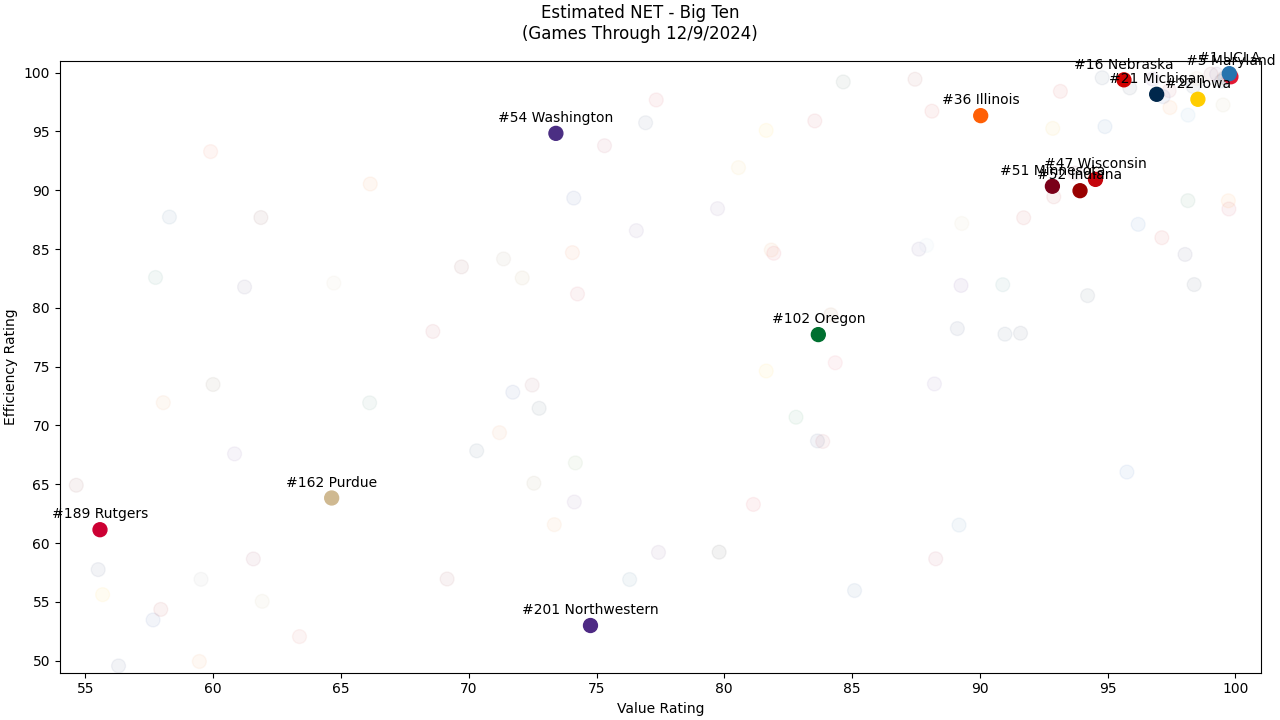 Estimated NET - Big Ten
(Games Through 12/9/2024)
#1 UCLA
#5 Maryland
#16 Nebraska
#21 Michigan
#22 Iowa
#36 Illinois
#54 Washington
#47 Wisconsin
#51 Minnesota
#52 Indiana
#102 Oregon
#162 Purdue
#189 Rutgers
#201 Northwestern
Efficiency Rating
100
95
90
85
80
75
70
65
60
55
50
55
60
65
70
75
80
85
90
95
100
Value Rating